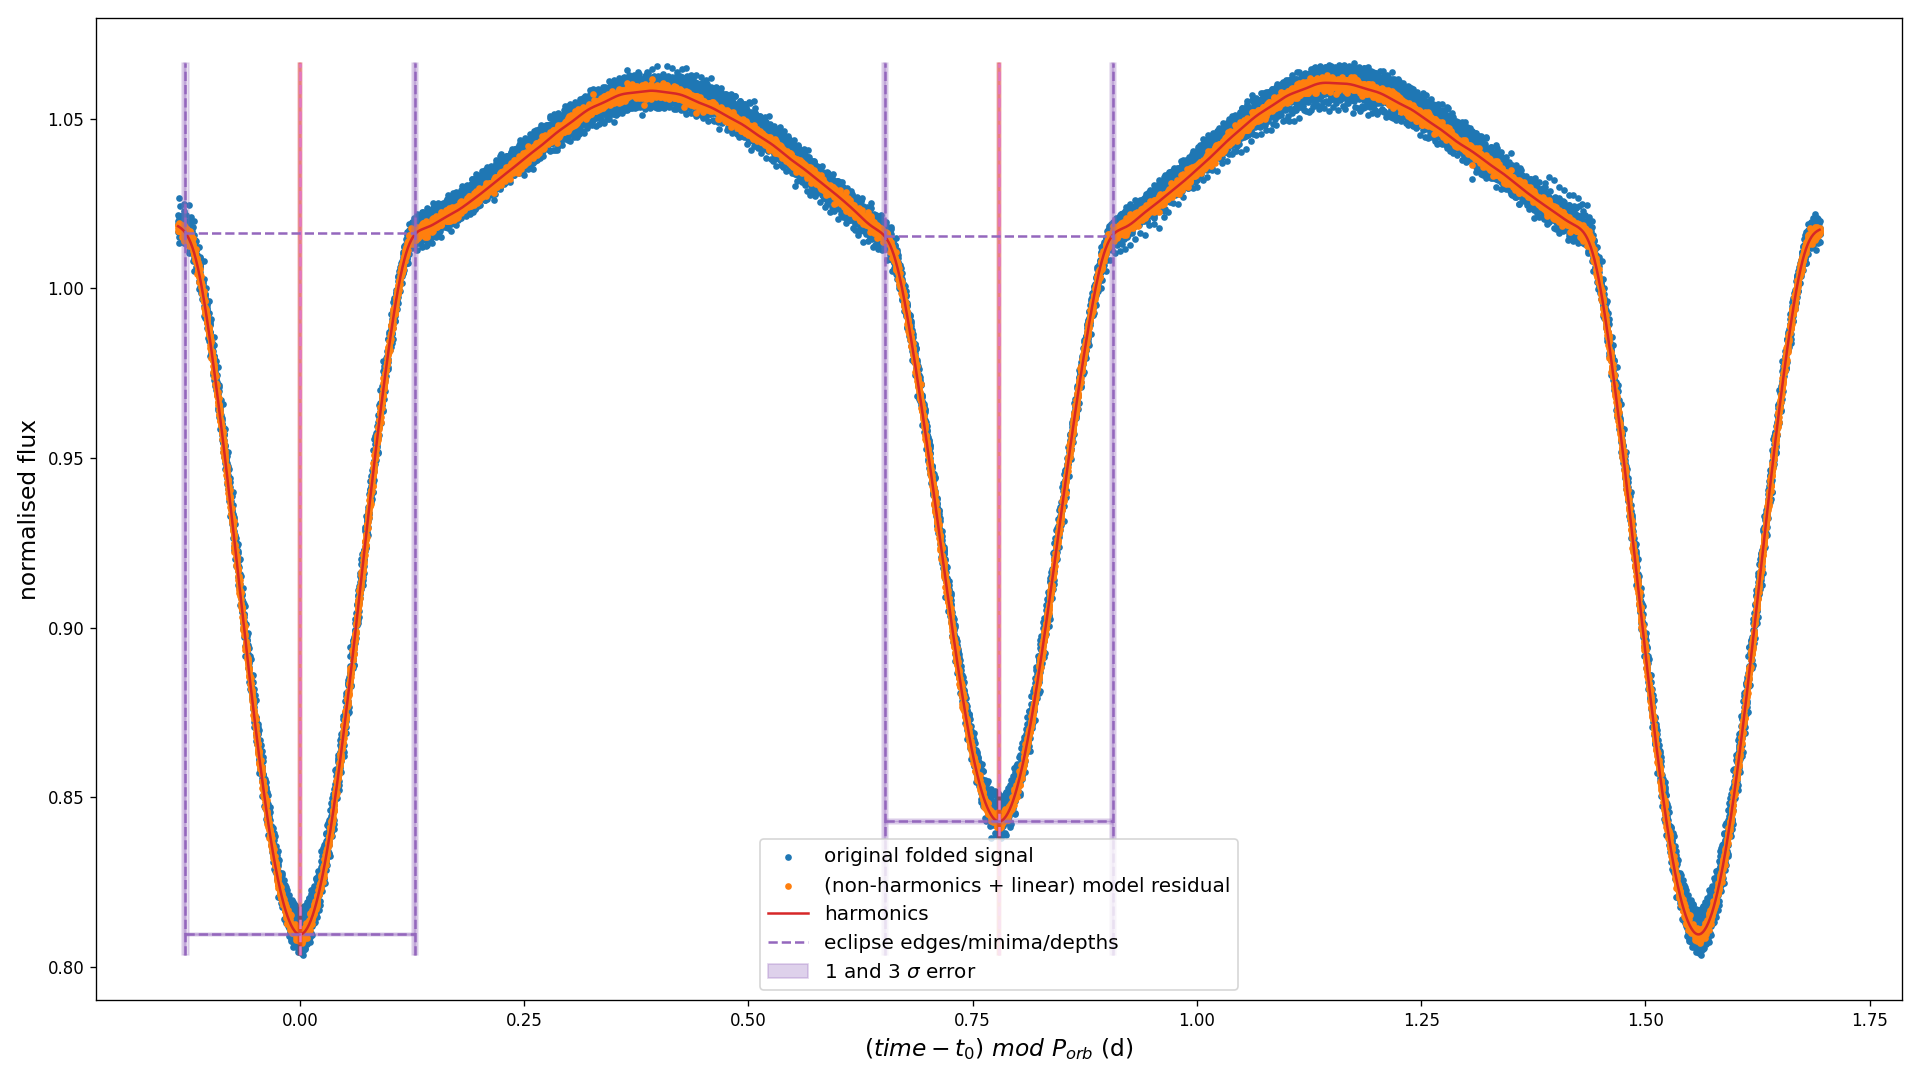 normalised flux
1.05
1.00
0.95
0.90
0.85
0.80
original folded signal
(non-harmonics + linear) model residual
harmonics
eclipse edges/minima/depths
1 and 3 σ error
0.00 0.25 0.50 0.75 1.00 1.25 1.50 1.75
(time − t₀) mod Pₒᵣb (d)